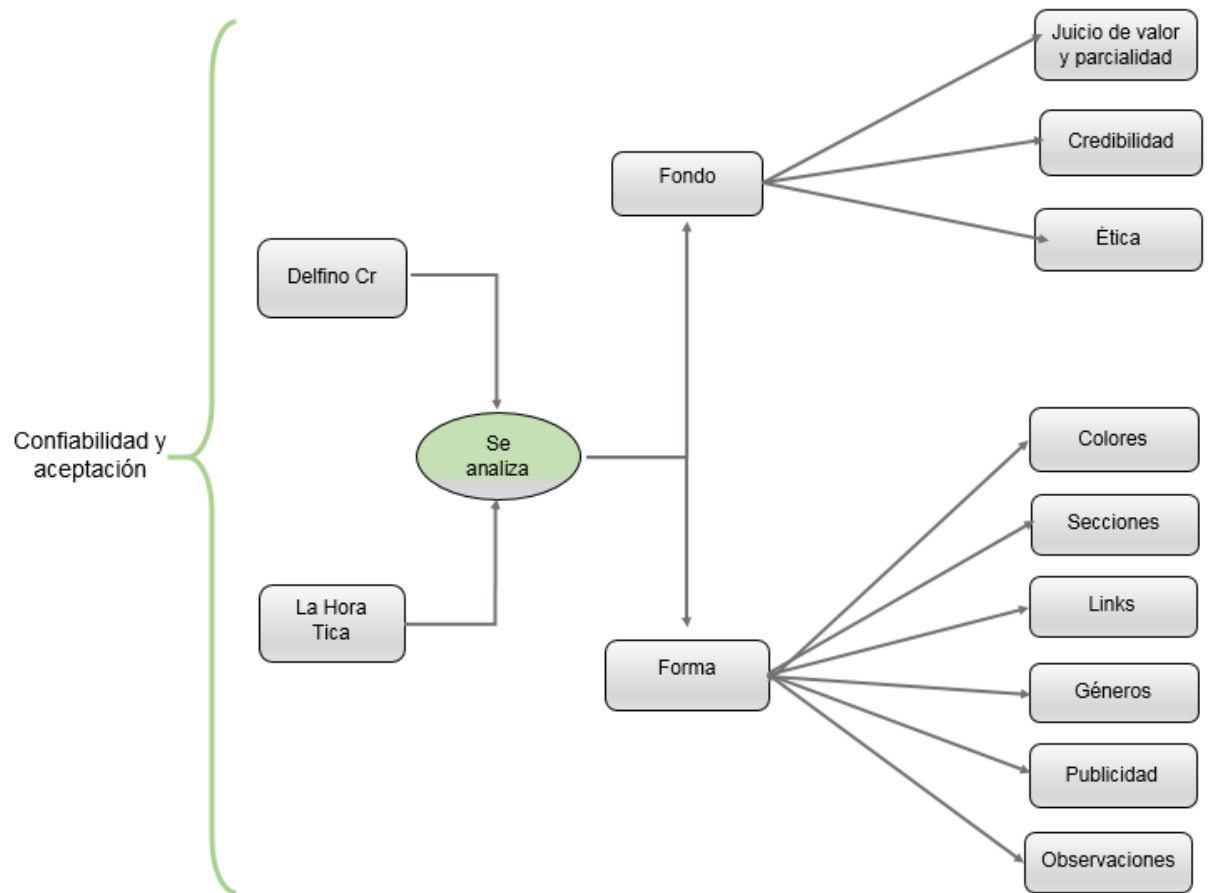 Confiabilidad y
aceptación
Delfino Cr
La Hora
Tica
Se
analiza
Fondo
Juicio de valor
y parcialidad
Credibilidad
Ética
Forma
Colores
Secciones
Links
Géneros
Publicidad
Observaciones